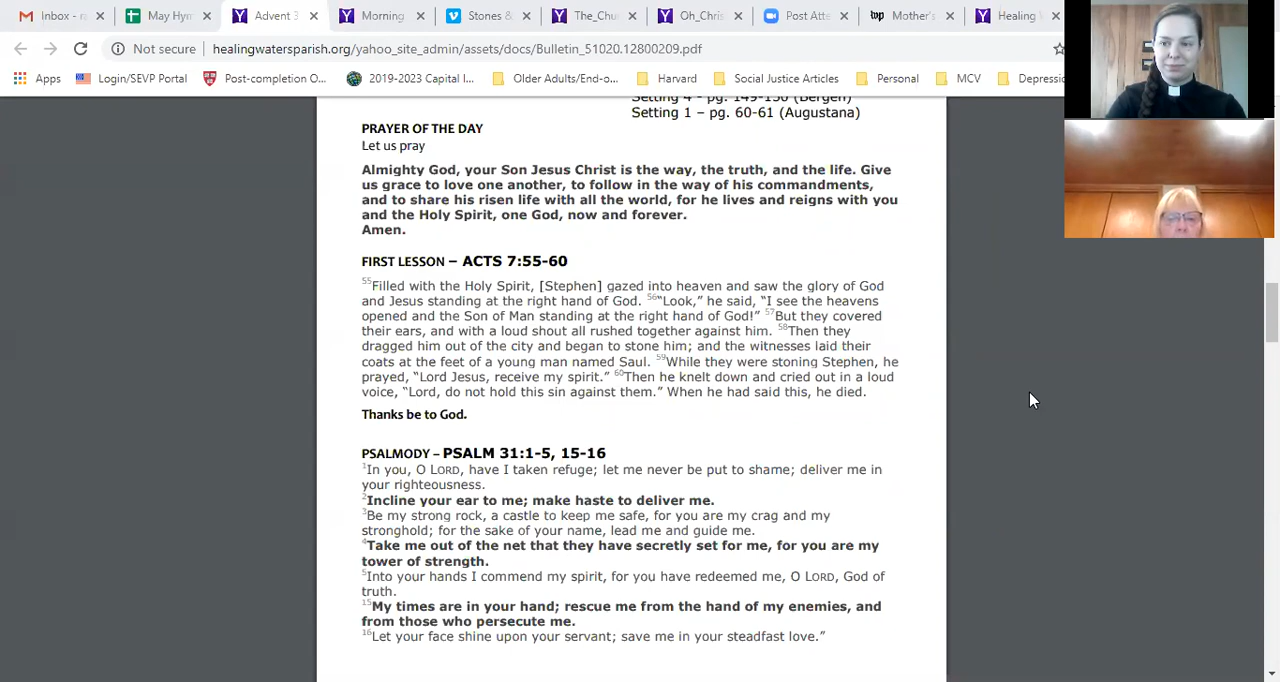 Inbox - ra
May Hym
Advent 3
Morning
Stones &
The_Chu
Oh_Chris
Post Atte
Mother's
Healing
Not secure
healingwatersparish.org/yahoo_site_admin/assets/docs/Bulletin_51020.12800209.pdf
Apps
Login/SEVP Portal
Post-completion O...
2019-2023 Capital I...
Older Adults/End-o...
Harvard
Social Justice Articles
Personal
MCV
Depressio
Setting 4 - pg. 149-150 (Bergen)
Setting 1 – pg. 60-61 (Augustana)
PRAYER OF THE DAY
Let us pray
Almighty God, your Son Jesus Christ is the way, the truth, and the life. Give
us grace to love one another, to follow in the way of his commandments,
and to share his risen life with all the world, for he lives and reigns with you
and the Holy Spirit, one God, now and forever.
Amen.
FIRST LESSON – ACTS 7:55-60
55Filled with the Holy Spirit, [Stephen] gazed into heaven and saw the glory of God
and Jesus standing at the right hand of God. 56“Look,” he said, “I see the heavens
opened and the Son of Man standing at the right hand of God!” 57But they covered
their ears, and with a loud shout all rushed together against him. 58Then they
dragged him out of the city and began to stone him; and the witnesses laid their
coats at the feet of a young man named Saul. 59While they were stoning Stephen, he
prayed, “Lord Jesus, receive my spirit.” 60Then he knelt down and cried out in a loud
voice, “Lord, do not hold this sin against them.” When he had said this, he died.
Thanks be to God.
PSALMODY – PSALM 31:1-5, 15-16
1In you, O LORD, have I taken refuge; let me never be put to shame; deliver me in
your righteousness.
2Incline your ear to me; make haste to deliver me.
3Be my strong rock, a castle to keep me safe, for you are my crag and my
stronghold; for the sake of your name, lead me and guide me.
4Take me out of the net that they have secretly set for me, for you are my
tower of strength.
5Into your hands I commend my spirit, for you have redeemed me, O LORD, God of
truth.
15My times are in your hand; rescue me from the hand of my enemies, and
from those who persecute me.
16Let your face shine upon your servant; save me in your steadfast love.”